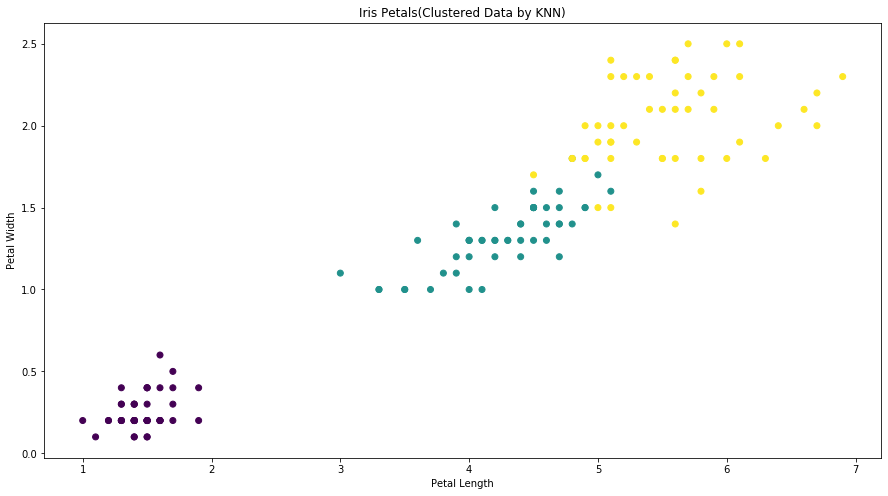 Iris Petals(Clustered Data by KNN)
2.5
2.0
1.5
1.0
0.5
0.0
Petal Width
1 2 3 4 5 6 7
Petal Length